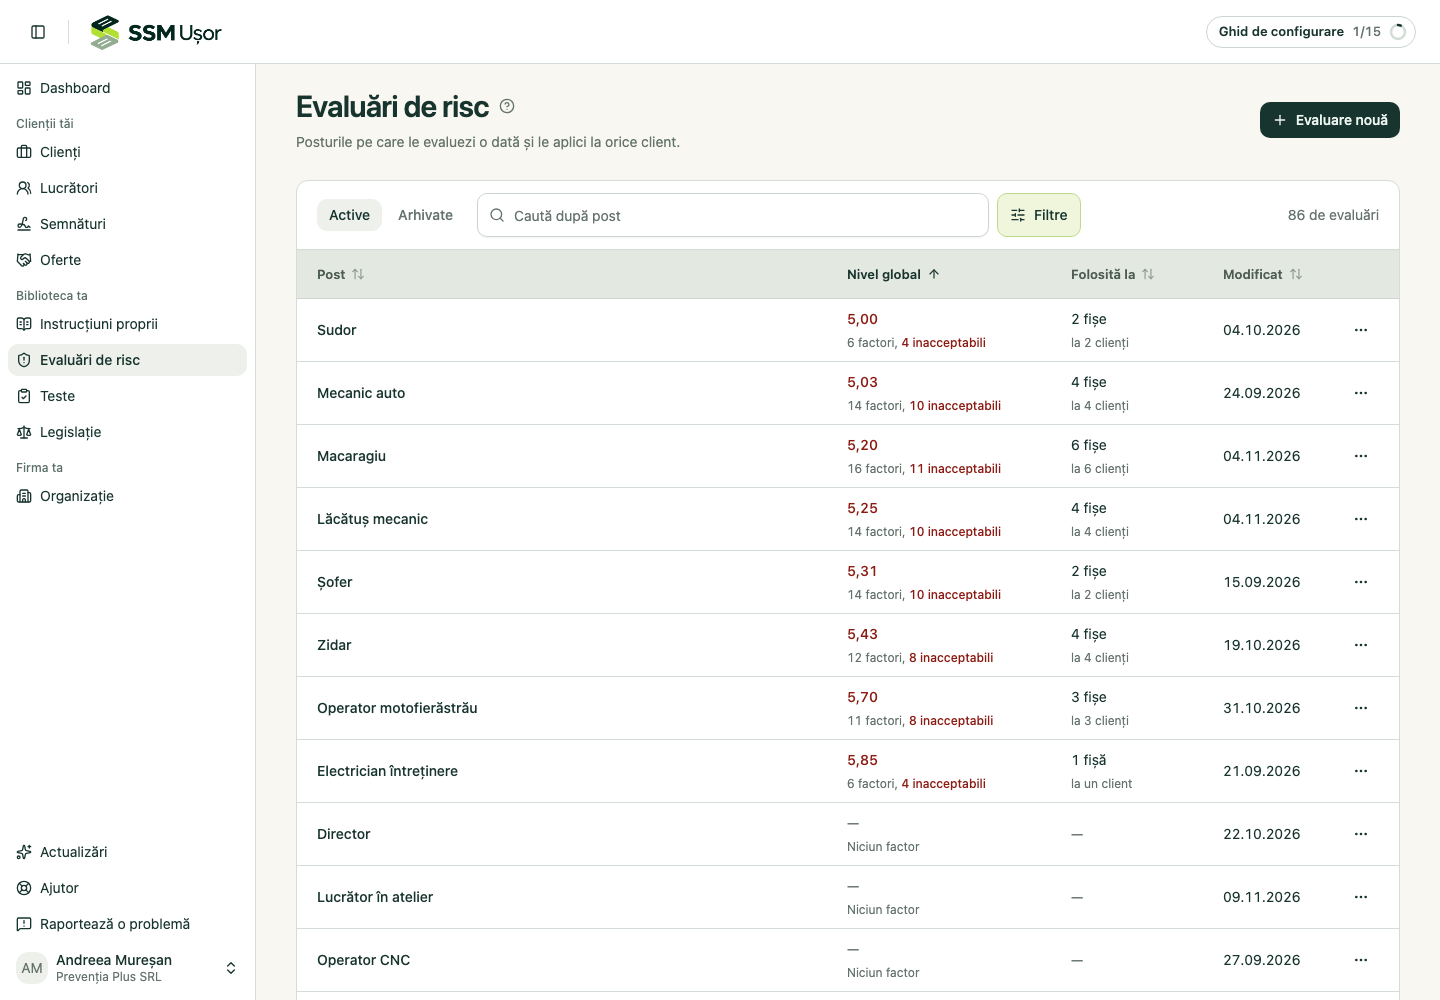 SSM Ușor
Ghid de configurare 1/15
Dashboard
Clienții tăi
Clienți
Lucrători
Semnături
Oferte
Biblioteca ta
Instrucțiuni proprii
Evaluări de risc
Teste
Legislație
Firma ta
Organizație
Actualizări
Ajutor
Raportează o problemă
AM
Andreea Mureșan
Prevenția Plus SRL
Evaluări de risc
Posturile pe care le evaluezi o dată și le aplici la orice client.
Evaluare nouă
Active Arhivate Caută după post Filtre 86 de evaluări
Post Nivel global Folosită la Modificat
Sudor 5,00 2 fișe 04.10.2026
6 factori, 4 inacceptabili la 2 clienți
Mecanic auto 5,03 4 fișe 24.09.2026
14 factori, 10 inacceptabili la 4 clienți
Macaragiu 5,20 6 fișe 04.11.2026
16 factori, 11 inacceptabili la 6 clienți
Lăcătuș mecanic 5,25 4 fișe 04.11.2026
14 factori, 10 inacceptabili la 4 clienți
Șofer 5,31 2 fișe 15.09.2026
14 factori, 10 inacceptabili la 2 clienți
Zidar 5,43 4 fișe 19.10.2026
12 factori, 8 inacceptabili la 4 clienți
Operator motofierăstrău 5,70 3 fișe 31.10.2026
11 factori, 8 inacceptabili la 3 clienți
Electrician întreținere 5,85 1 fișă 21.09.2026
6 factori, 4 inacceptabili la un client
Director — — 22.10.2026
Niciun factor
Lucrător în atelier — — 09.11.2026
Niciun factor
Operator CNC — — 27.09.2026
Niciun factor